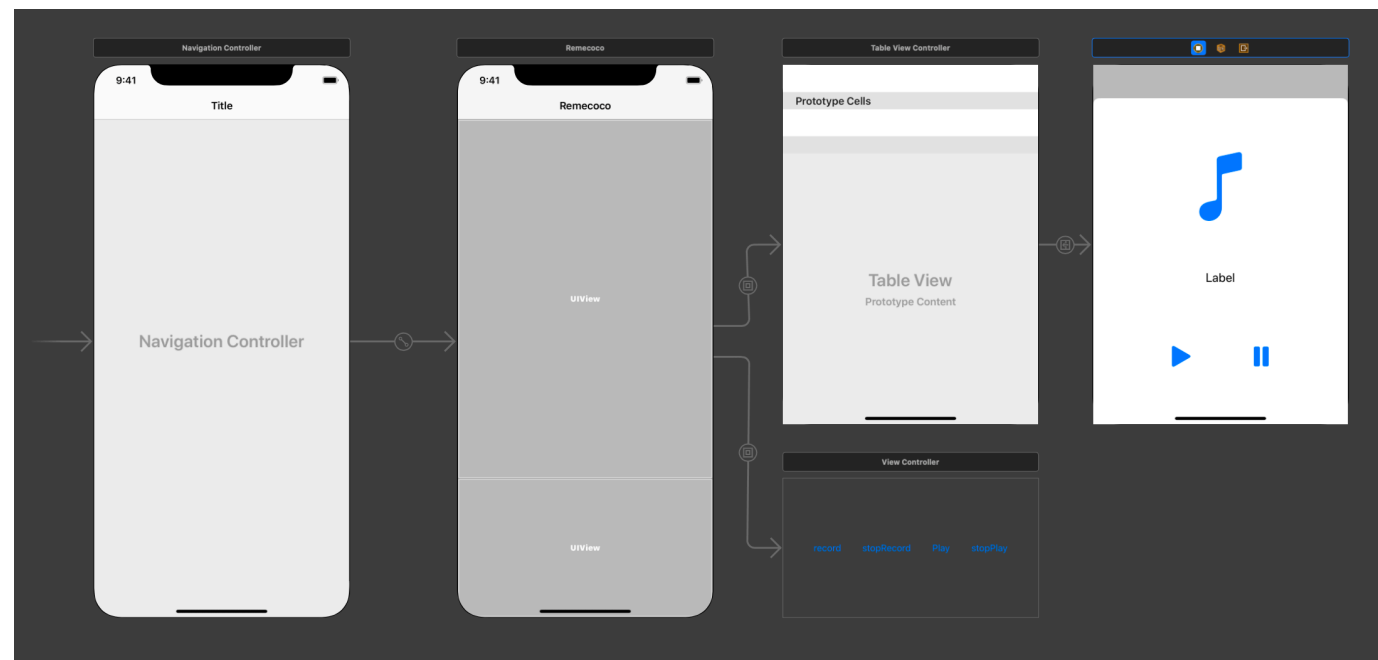 Navigation Controller
9:41
Title
Navigation Controller
Remecoco
9:41
Remecoco
UIView
UIView
Table View Controller
Prototype Cells
Table View
Prototype Content
Label
View Controller
record stopRecord Play stopPlay